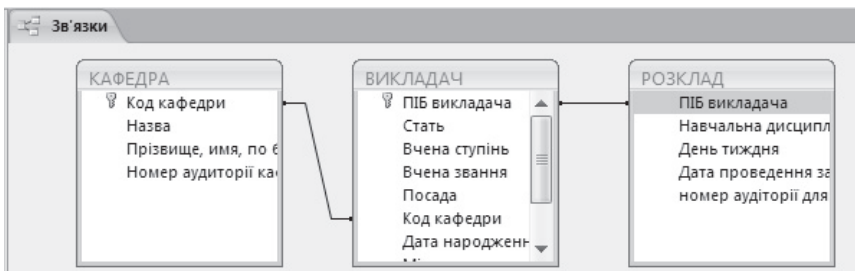 Зв'язки
КАФЕДРА
Код кафедри
Назва
Прізвище, имя, по б
Номер аудиторії ка
ВИКЛАДАЧ
ПІБ викладача
Стать
Вчена ступінь
Вчена звання
Посада
Код кафедри
Дата народженн
РОЗКЛАД
ПІБ викладача
Навчальна дисципл
День тиждня
Дата проведення за
номер аудіторії для